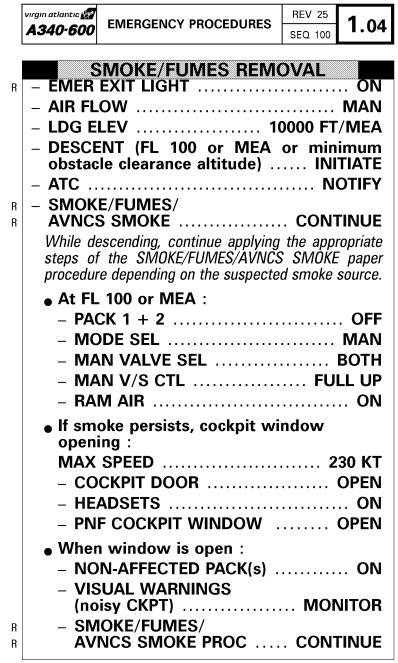 virgin atlantic
A340-600
EMERGENCY PROCEDURES
REV 25
SEQ 100
1.04
SMOKE/FUMES REMOVAL
R – EMER EXIT LIGHT ........................ ON
– AIR FLOW ................................. MAN
– LDG ELEV .................... 10000 FT/MEA
– DESCENT (FL 100 or MEA or minimum
obstacle clearance altitude) ...... INITIATE
– ATC ..................................... NOTIFY
R – SMOKE/FUMES/
R AVNCS SMOKE ................. CONTINUE
While descending, continue applying the appropriate
steps of the SMOKE/FUMES/AVNCS SMOKE paper
procedure depending on the suspected smoke source.
● At FL 100 or MEA :
– PACK 1 + 2 .............................. OFF
– MODE SEL .............................. MAN
– MAN VALVE SEL .................. BOTH
– MAN V/S CTL ................... FULL UP
– RAM AIR ................................. ON
● If smoke persists, cockpit window
opening :
MAX SPEED .......................... 230 KT
– COCKPIT DOOR ..................... OPEN
– HEADSETS .............................. ON
– PNF COCKPIT WINDOW ........ OPEN
● When window is open :
– NON-AFFECTED PACK(s) ............ ON
– VISUAL WARNINGS
(noisy CKPT) .................. MONITOR
R – SMOKE/FUMES/
R AVNCS SMOKE PROC ..... CONTINUE